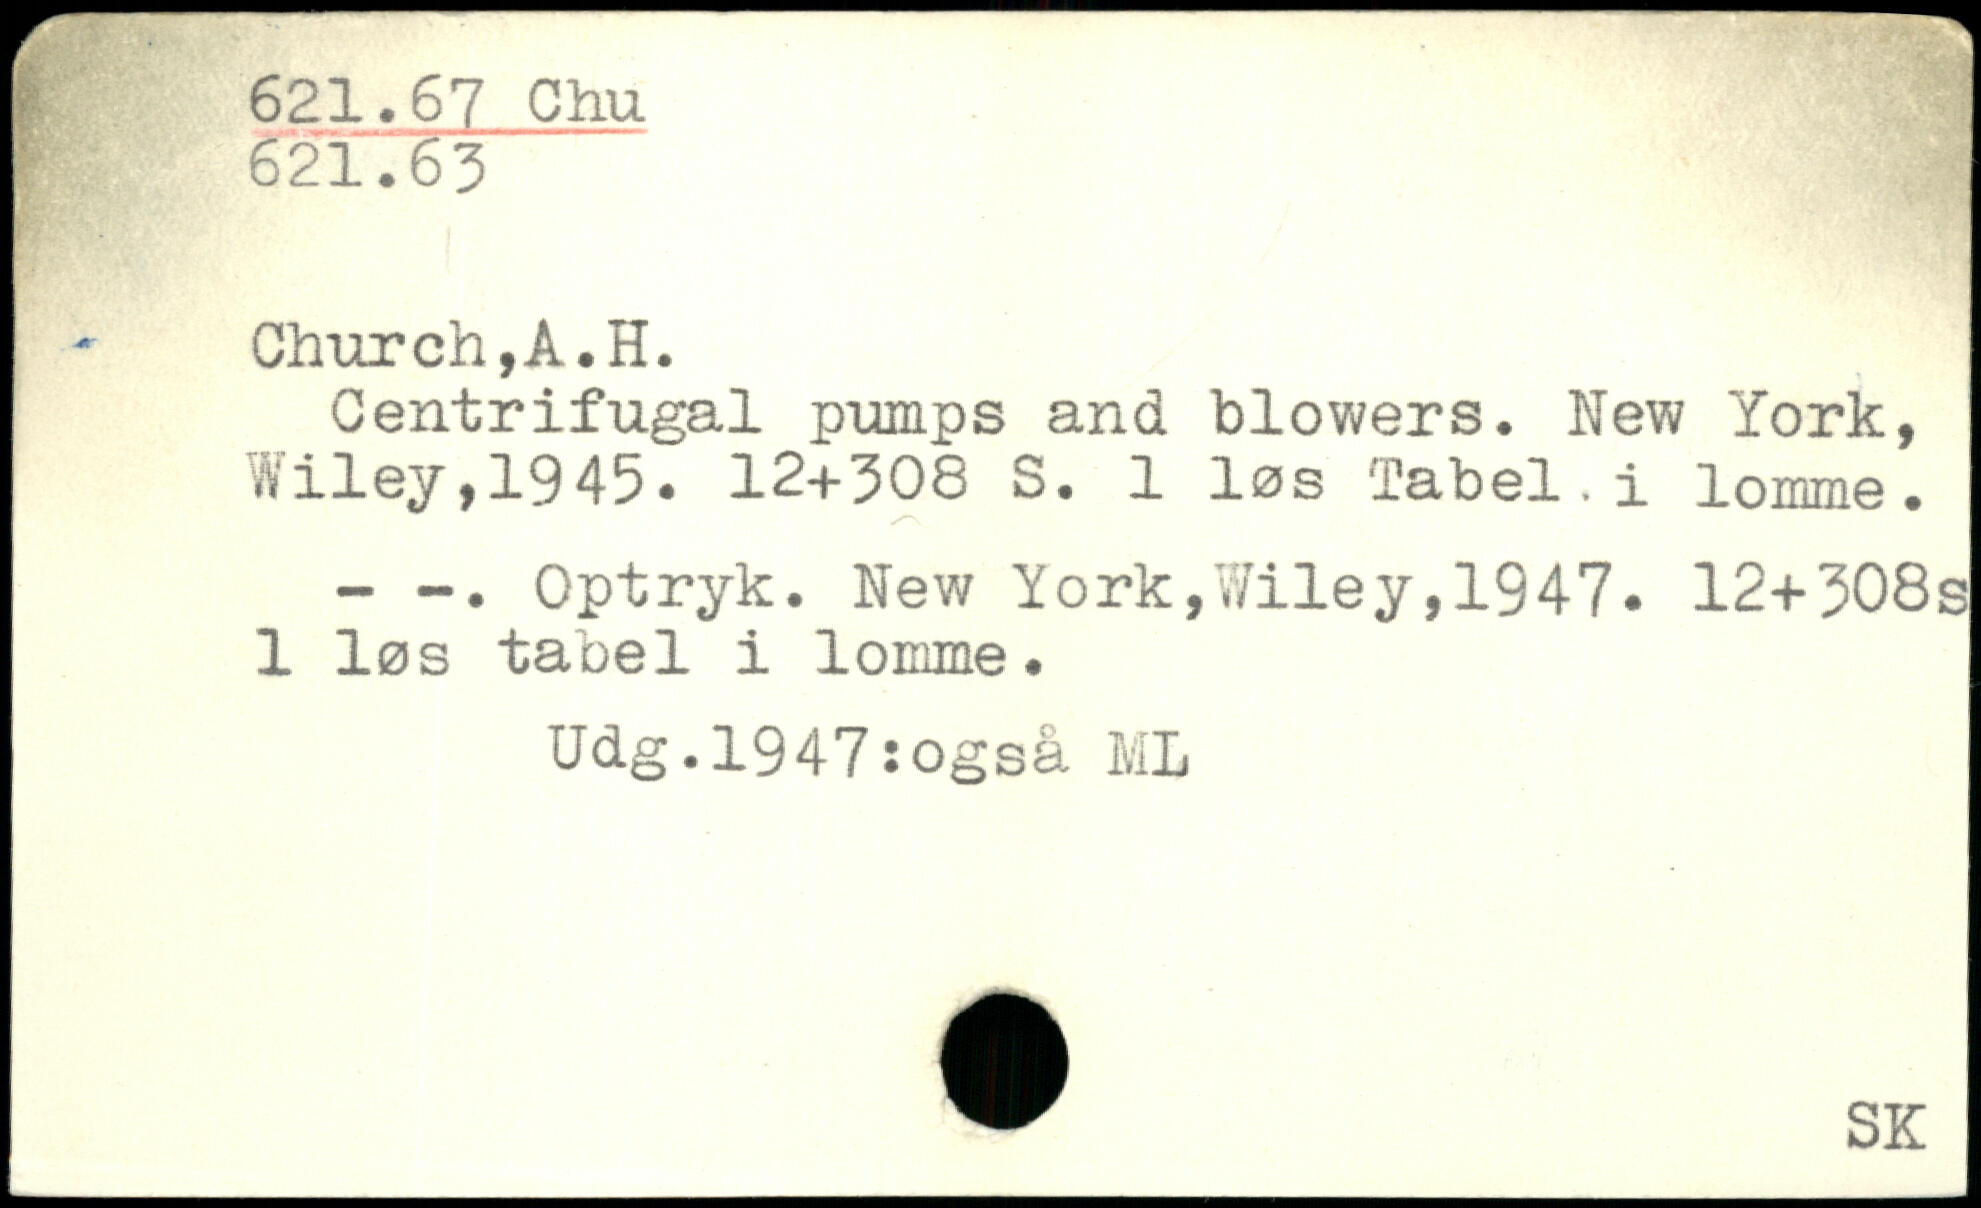 621.67 Chu
621.63
Church,A.H.
Centrifugal pumps and blowers. New York,
Wiley,1945. 12+308 S. 1 løs Tabel i lomme.
- -. Optryk. New York,Wiley,1947. 12+308s
1 løs tabel i lomme.
Udg.1947:også ML
SK